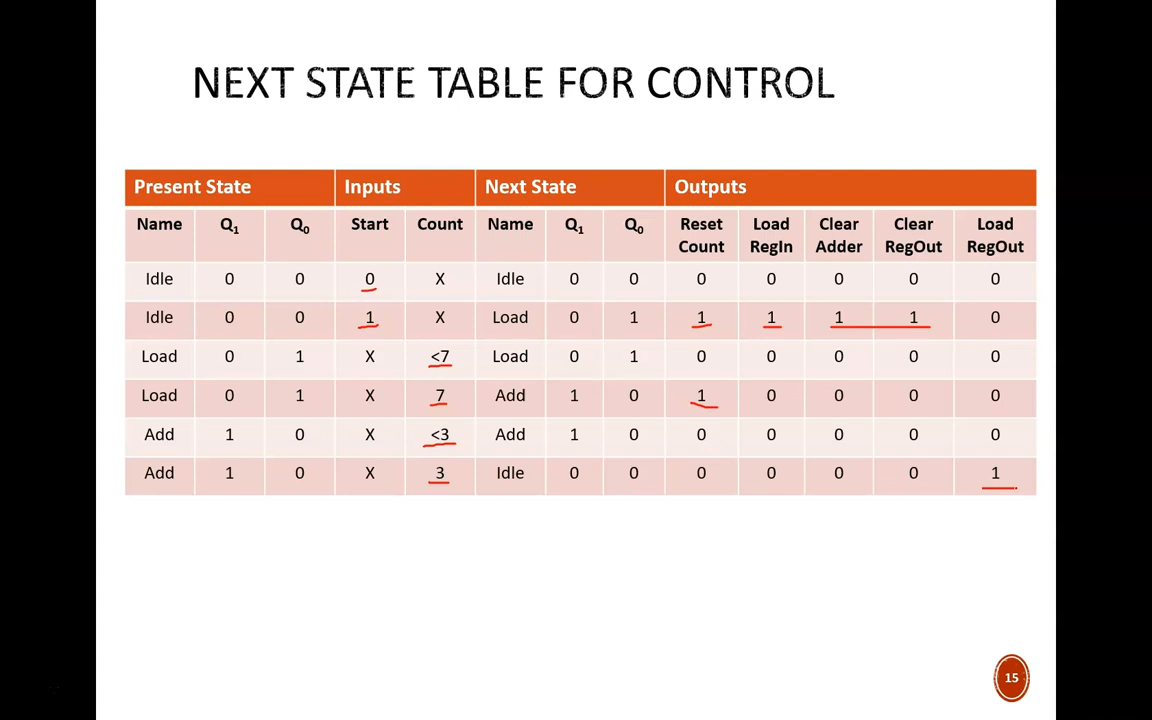 NEXT STATE TABLE FOR CONTROL
Present State Inputs Next State Outputs
Name Q1 Q0 Start Count Name Q1 Q0 Reset Count Load RegIn Clear Adder Clear RegOut Load RegOut
Idle 0 0 0 X Idle 0 0 0 0 0 0 0
Idle 0 0 1 X Load 0 1 1 1 1 1 0
Load 0 1 X <7 Load 0 1 0 0 0 0 0
Load 0 1 X 7 Add 1 0 1 0 0 0 0
Add 1 0 X <3 Add 1 0 0 0 0 0 0
Add 1 0 X 3 Idle 0 0 0 0 0 0 1
15